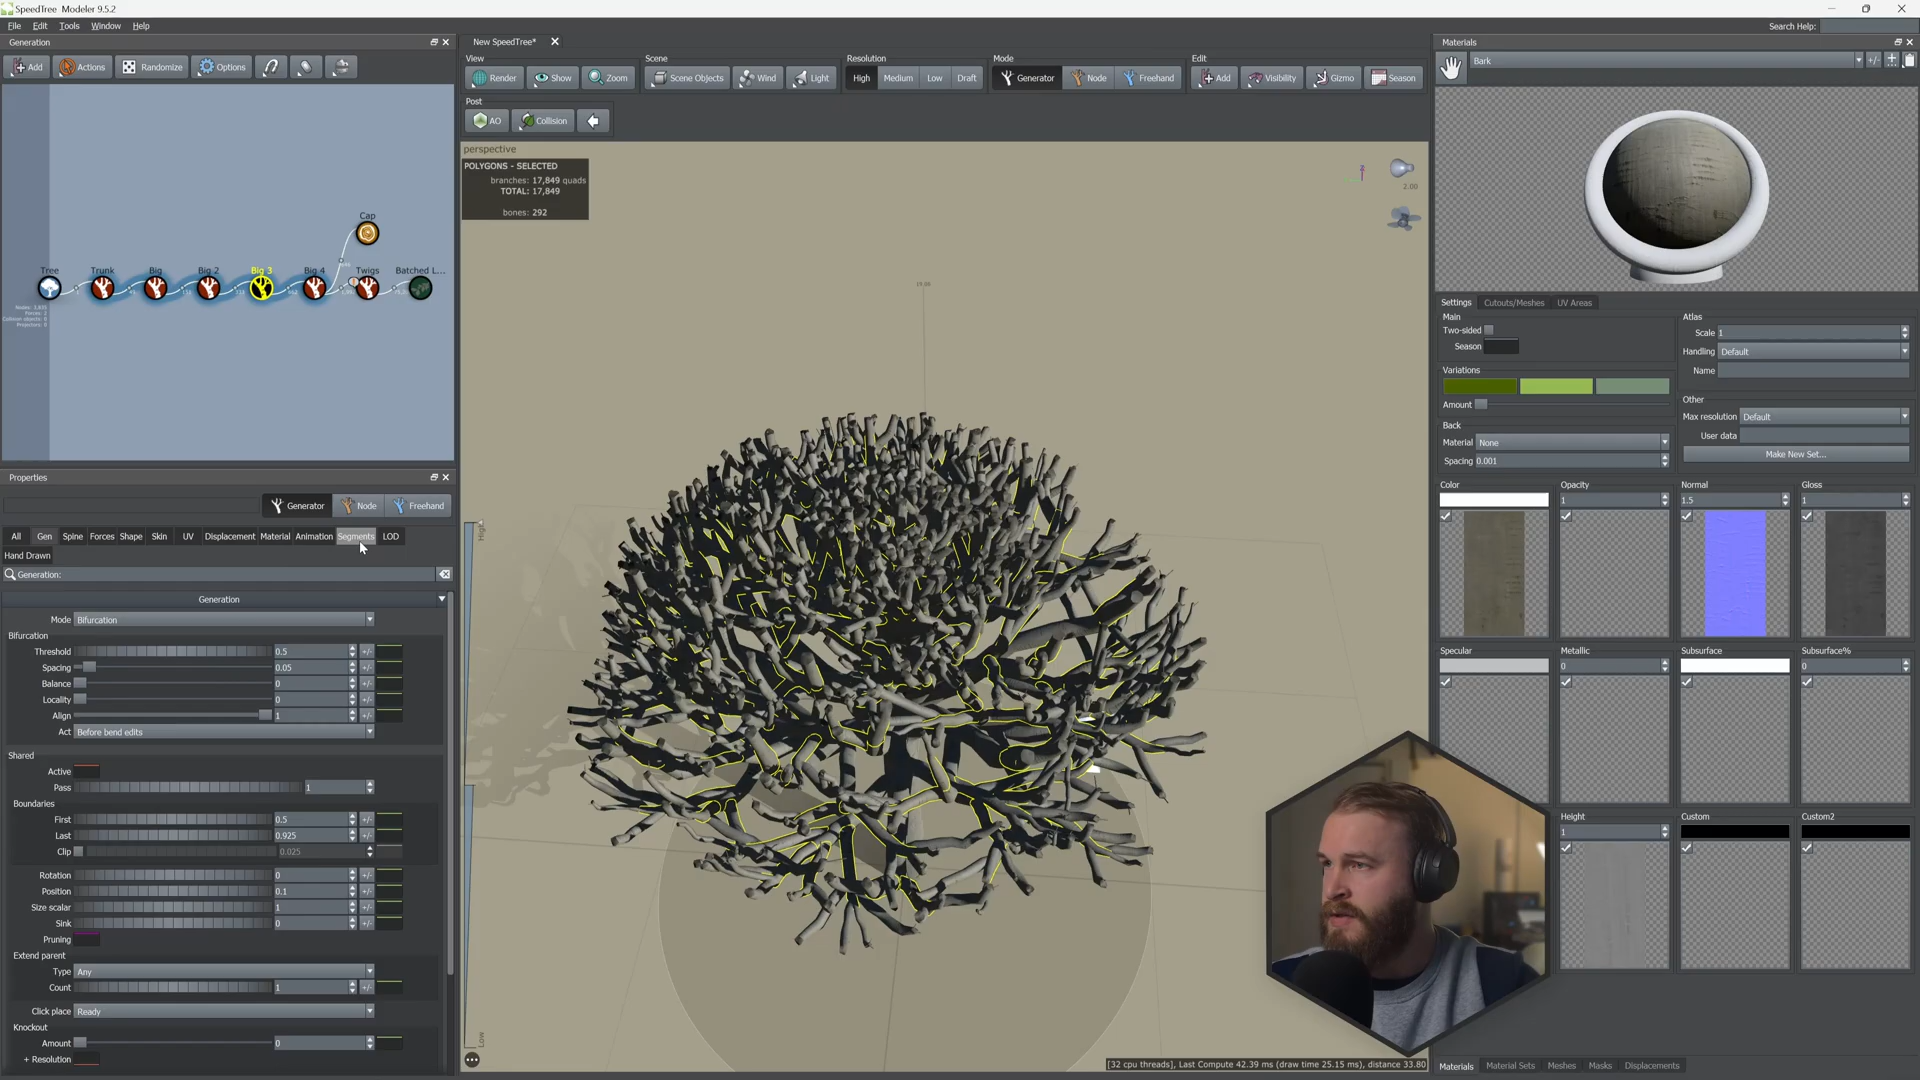 SpeedTree Modeler 9.5.2
File Edit Tools Window Help
Search Help:
Generation
Add Actions Randomize Options
Cap
Tree Trunk Big Big 2 Big 3 Big 4 Twigs Batched L...
New SpeedTree*
View Scene Resolution Mode Edit
Render Show Zoom Scene Objects Wind Light High Medium Low Draft Generator Node Freehand Add Visibility Gizmo Season
Post
AO Collision
perspective
POLYGONS - SELECTED
branches: 17,849 quads
TOTAL: 17,849
bones: 292
2.00
19.00
High
Low
[32 cpu threads], Last Compute 42.39 ms (draw time 25.15 ms), distance 33.80
Properties
Generator Node Freehand
All Gen Spine Forces Shape Skin UV Displacement Material Animation Segments LOD
Hand Drawn
Generation:
Generation
Mode Bifurcation
Bifurcation
Threshold 0.5 +/-
Spacing 0.05 +/-
Balance 0 +/-
Locality 0 +/-
Align 1 +/-
Act Before bend edits
Shared
Active
Pass 1
Boundaries
First 0.5 +/-
Last 0.925 +/-
Clip 0.025
Rotation 0 +/-
Position 0.1 +/-
Size scalar 1 +/-
Sink 0 +/-
Pruning
Extend parent
Type Any
Count 1 +/-
Click place Ready
Knockout
Amount 0
+ Resolution
Materials
Bark +/-
Settings Cutouts/Meshes UV Areas
Main
Two-sided
Season
Variations
Amount
Back
Material None
Spacing 0.001
Atlas
Scale 1
Handling Default
Name
Other
Max resolution Default
User data
Make New Set...
Color Opacity Normal Gloss
1 1.5 1
Specular Metallic Subsurface Subsurface%
0 0
Height Custom Custom2
1
Materials Material Sets Meshes Masks Displacements